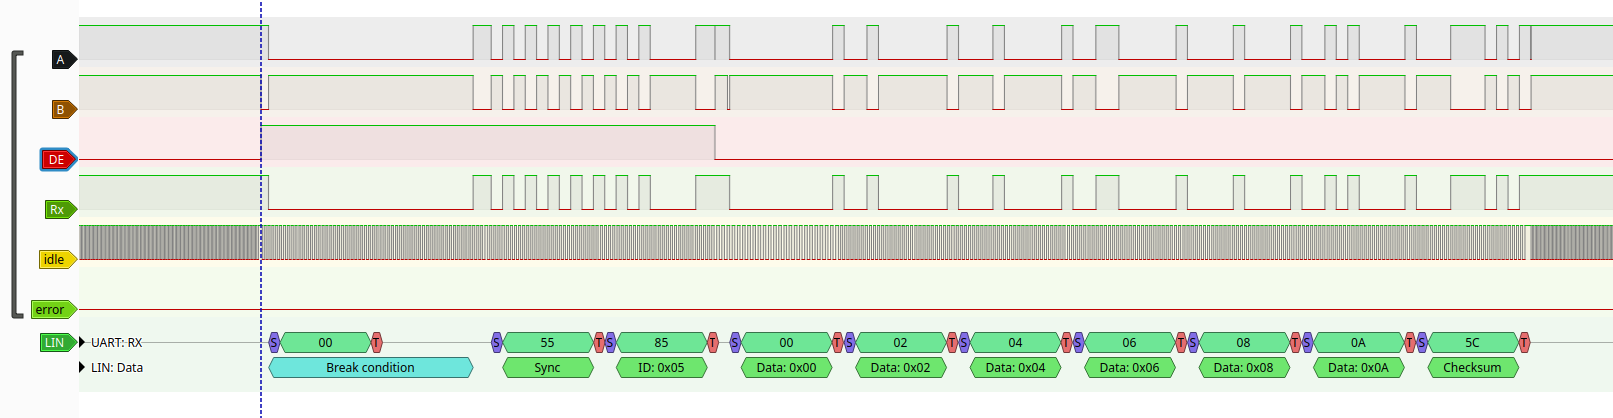 A
B
DE
Rx
idle
error
LIN UART: RX S 00 T S 55 T S 85 T S 00 T S 02 T S 04 T S 06 T S 08 T S 0A T S 5C T
LIN: Data Break condition Sync ID: 0x05 Data: 0x00 Data: 0x02 Data: 0x04 Data: 0x06 Data: 0x08 Data: 0x0A Checksum